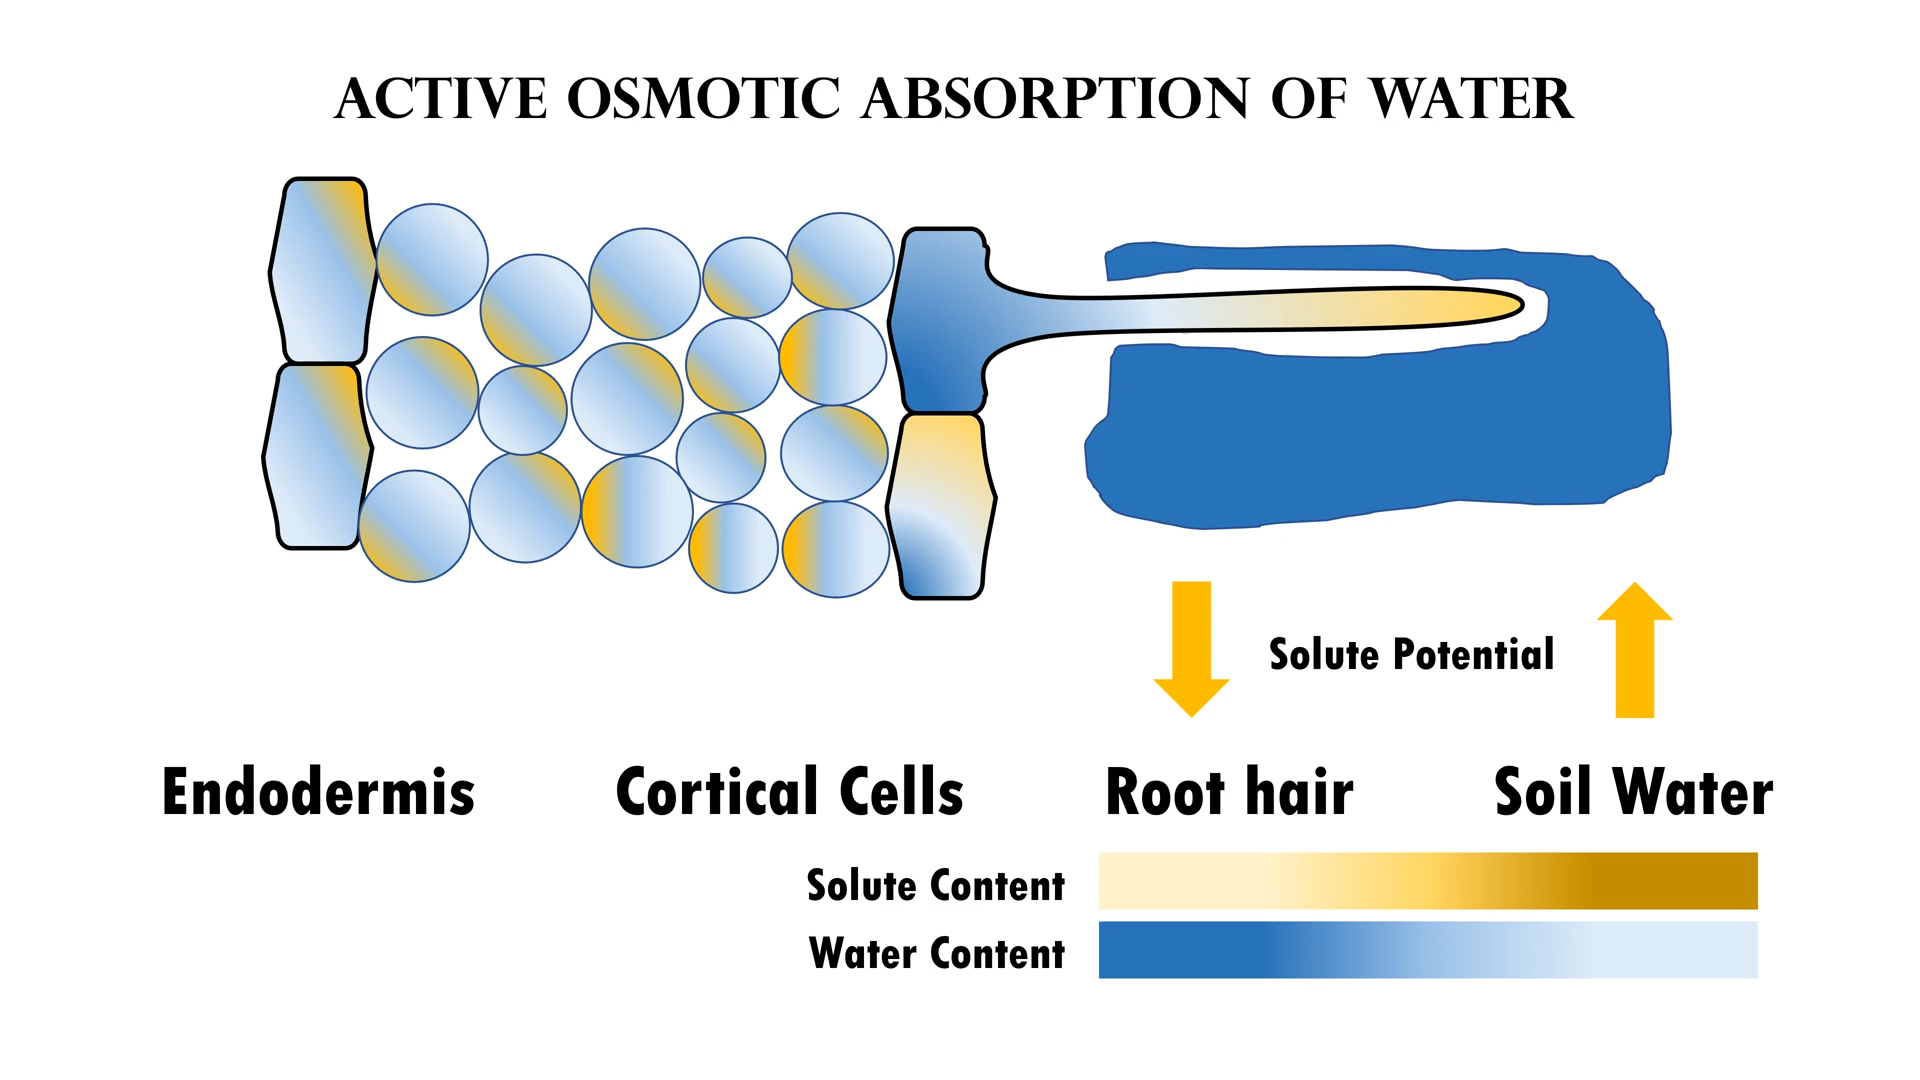 ACTIVE OSMOTIC ABSORPTION OF WATER
Solute Potential
Endodermis
Cortical Cells
Root hair
Soil Water
Solute Content
Water Content